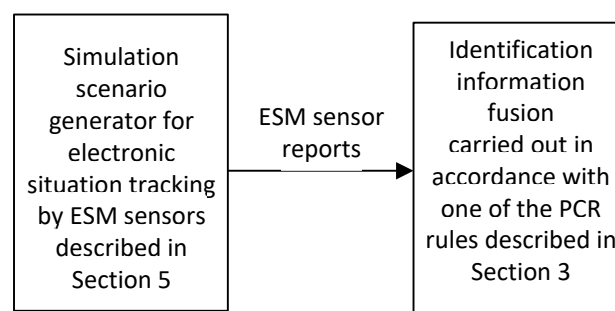 Simulation
scenario
generator for
electronic
situation tracking
by ESM sensors
described in
Section 5
ESM sensor
reports
Identification
information
fusion
carried out in
accordance with
one of the PCR
rules described in
Section 3